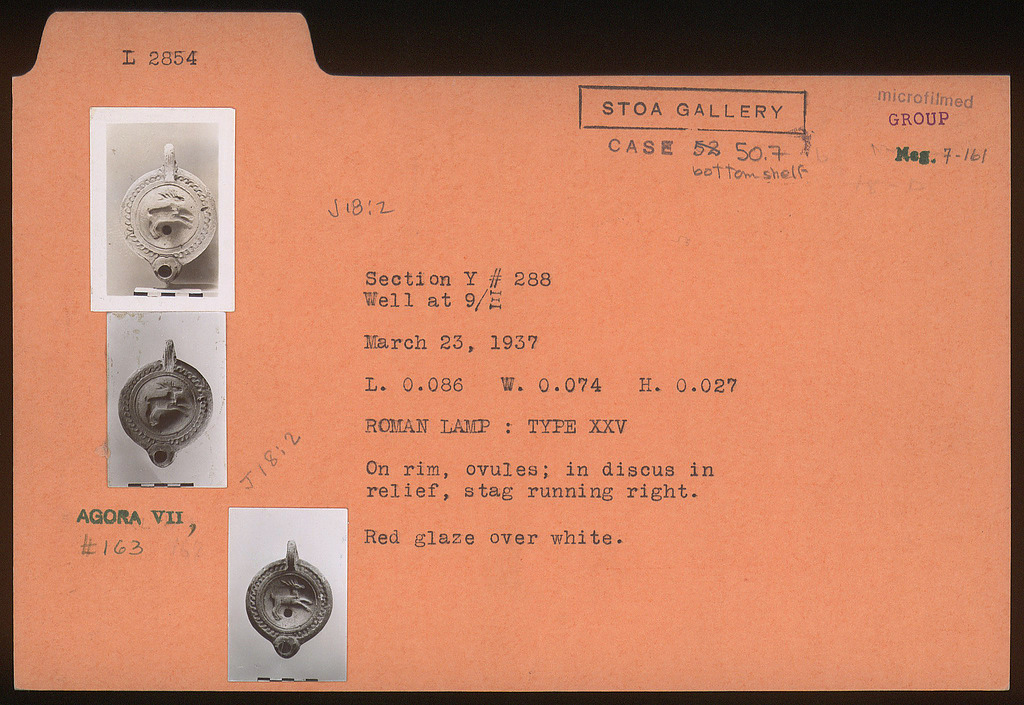 L 2854
STOA GALLERY
CASE 52 50.7
bottom shelf
microfilmed
GROUP
Neg. 7-161
J 18:2
Section Y # 288
Well at 9/Ξ
March 23, 1937
L. 0.086 W. 0.074 H. 0.027
ROMAN LAMP : TYPE XXV
On rim, ovules; in discus in
relief, stag running right.
Red glaze over white.
J 18:2
AGORA VII,
#163